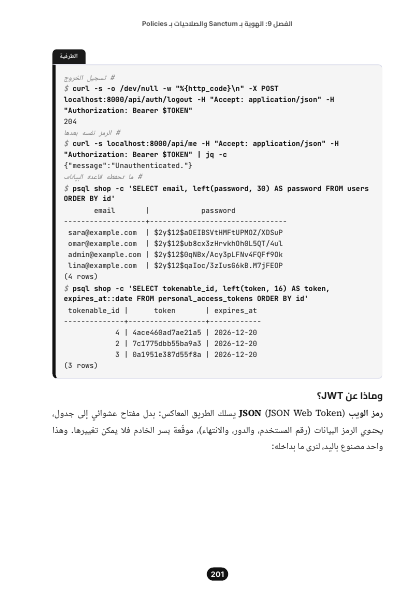 الفصل 9: الهوية بـ Sanctum والصلاحيات بـ Policies
الطرفية
# تسجيل الخروج
$ curl -s -o /dev/null -w "%{http_code}\n" -X POST
localhost:8000/api/auth/logout -H "Accept: application/json" -H
"Authorization: Bearer $TOKEN"
204
# الرمز نفسه بعدها
$ curl -s localhost:8000/api/me -H "Accept: application/json" -H
"Authorization: Bearer $TOKEN" | jq -c
{"message":"Unauthenticated."}
# ما تحفظه قاعدة البيانات
$ psql shop -c 'SELECT email, left(password, 30) AS password FROM users
ORDER BY id'
email | password
-------------------+--------------------------------
sara@example.com | $2y$12$aOEIBSVtHMFtUPMOZ/XDSuP
omar@example.com | $2y$12$ub8cx3zHrvkhOh0L5QT/4ul
admin@example.com | $2y$12$0qNBx/Acy3pLFNv4FQFf9Ok
lina@example.com | $2y$12$qaIoc/3zIusG6kB.M7jFEOP
(4 rows)
$ psql shop -c 'SELECT tokenable_id, left(token, 16) AS token,
expires_at::date FROM personal_access_tokens ORDER BY id'
tokenable_id | token | expires_at
--------------+------------------+------------
4 | 4ace460ad7ae21a5 | 2026-12-20
2 | 7c1775dbb55ba9a3 | 2026-12-20
3 | 0a1951e387d55f8a | 2026-12-20
(3 rows)
وماذا عن JWT؟
رمز الويب JSON (JSON Web Token) يسلك الطريق المعاكس: بدل مفتاح عشوائي إلى جدول،
يحتوي الرمز البيانات (رقم المستخدم، والدور، والانتهاء)، موقّعة بسر الخادم فلا يمكن تغييرها. وهذا
واحد مصنوع باليد، لنرى ما بداخله:
201